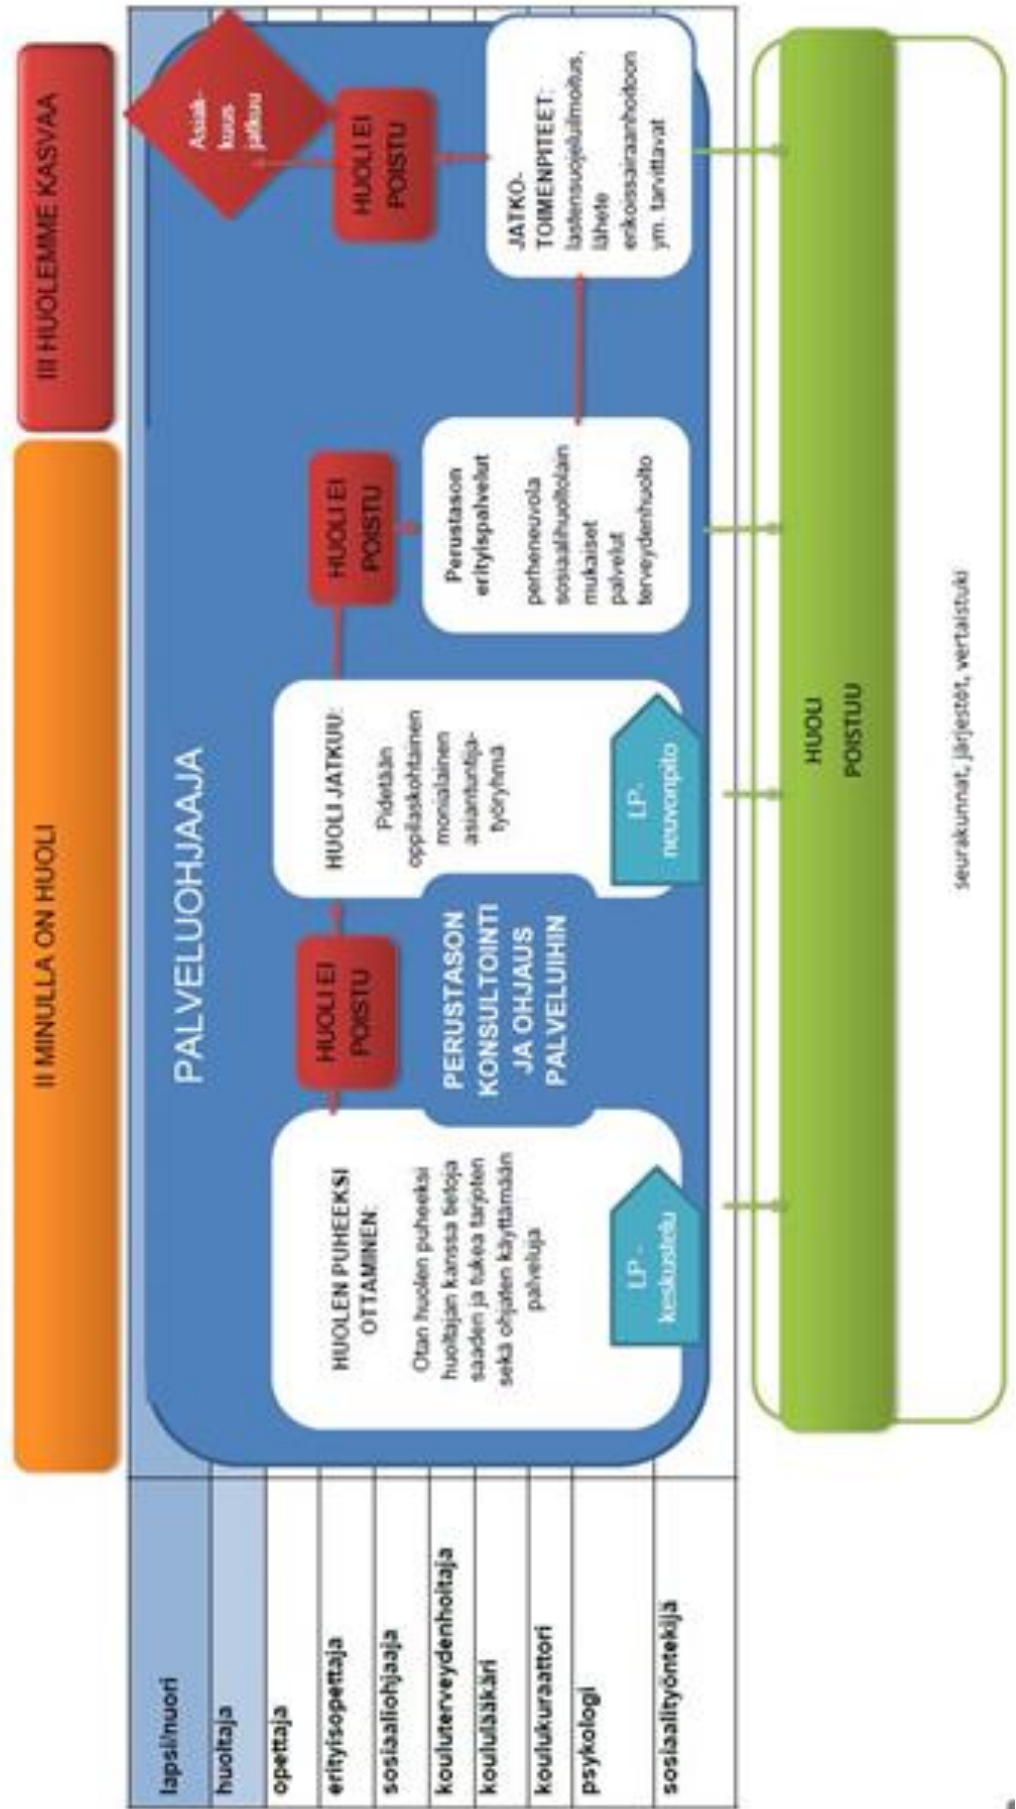 II MINULLA ON HUOLI
III HUOLEMME KASVAA
lapsi/nuori
huoltaja
opettaja
erityisopettaja
sosiaaliohjaaja
kouluterveydenhoitaja
koululääkäri
koulukuraattori
psykologi
sosiaalityöntekijä
PALVELUOHJAAJA
HUOLEN PUHEEKSI
OTTAMINEN:
Otan huolen puheeksi
huoltajan kanssa tietoja
saaden ja tukea tarjoten
sekä ohjaten käyttämään
palveluja
LP -
keskustelu
HUOLI EI
POISTU
PERUSTASON
KONSULTOINTI
JA OHJAUS
PALVELUIHIN
HUOLI JATKUU:
Pidetään
oppilaskohtainen
monialainen
asiantuntija-
työryhmä
LP-
neuvonpito
HUOLI EI
POISTU
Perustason
erityispalvelut
perheneuvola
sosiaalihuoltolain
mukaiset
palvelut
terveydenhuolto
JATKO-
TOIMENPITEET:
lastensuojeluilmoitus,
lähete
erikoissairaanhoitoon
ym. tarvittavat
HUOLI EI
POISTU
Asiak-
kuus
jatkuu
HUOLI
POISTUU
seurakunnat, järjestöt, vertaistuki